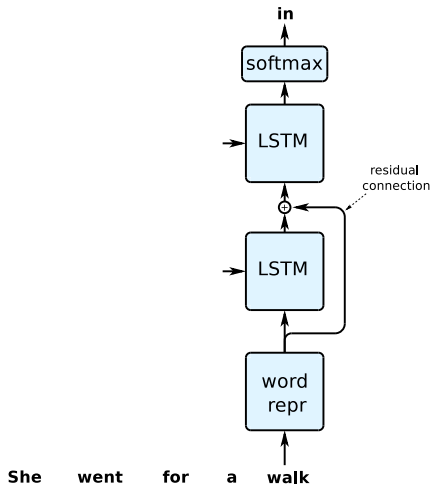 in
softmax
LSTM
residual
connection
+
LSTM
word
repr
She went for a walk